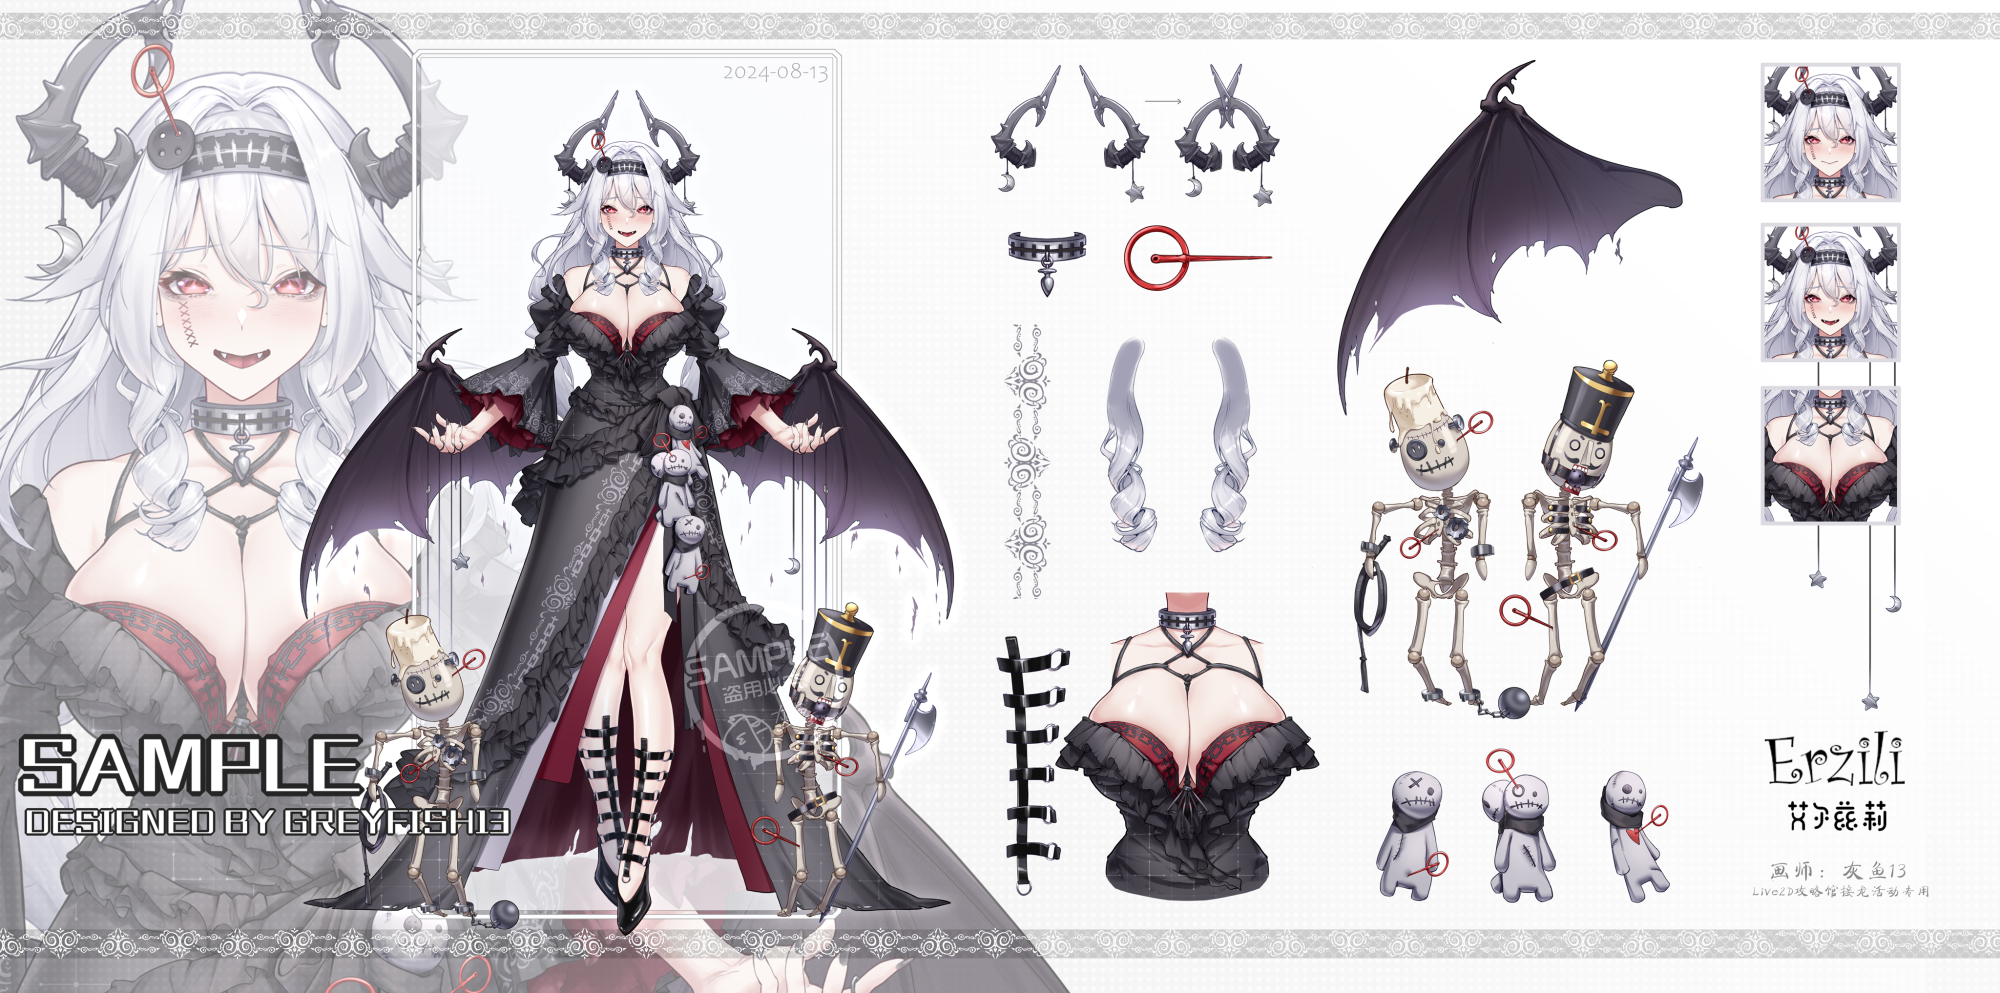 2024-08-13
SAMPLE
盗用必
SAMPLE
DESIGNED BY GREYFISH13
Erzili
艾尔兹莉
画师：灰鱼13
Live2D攻略馆接龙活动专用